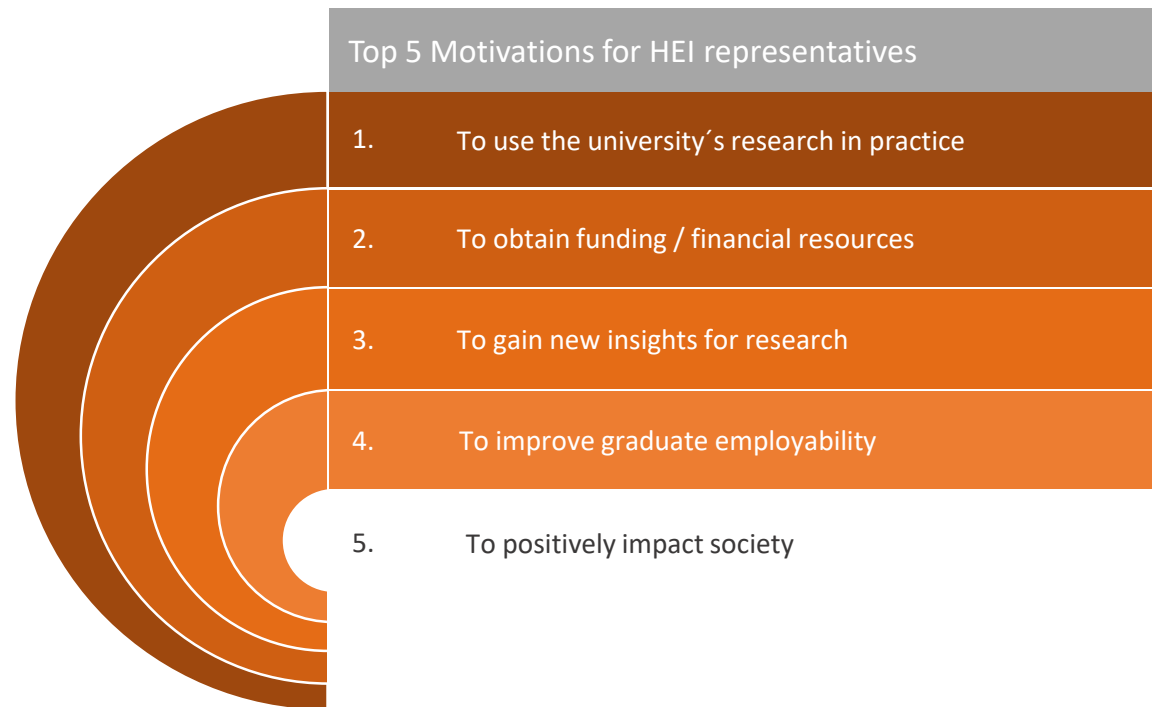 Top 5 Motivations for HEI representatives
1. To use the university´s research in practice
2. To obtain funding / financial resources
3. To gain new insights for research
4. To improve graduate employability
5. To positively impact society